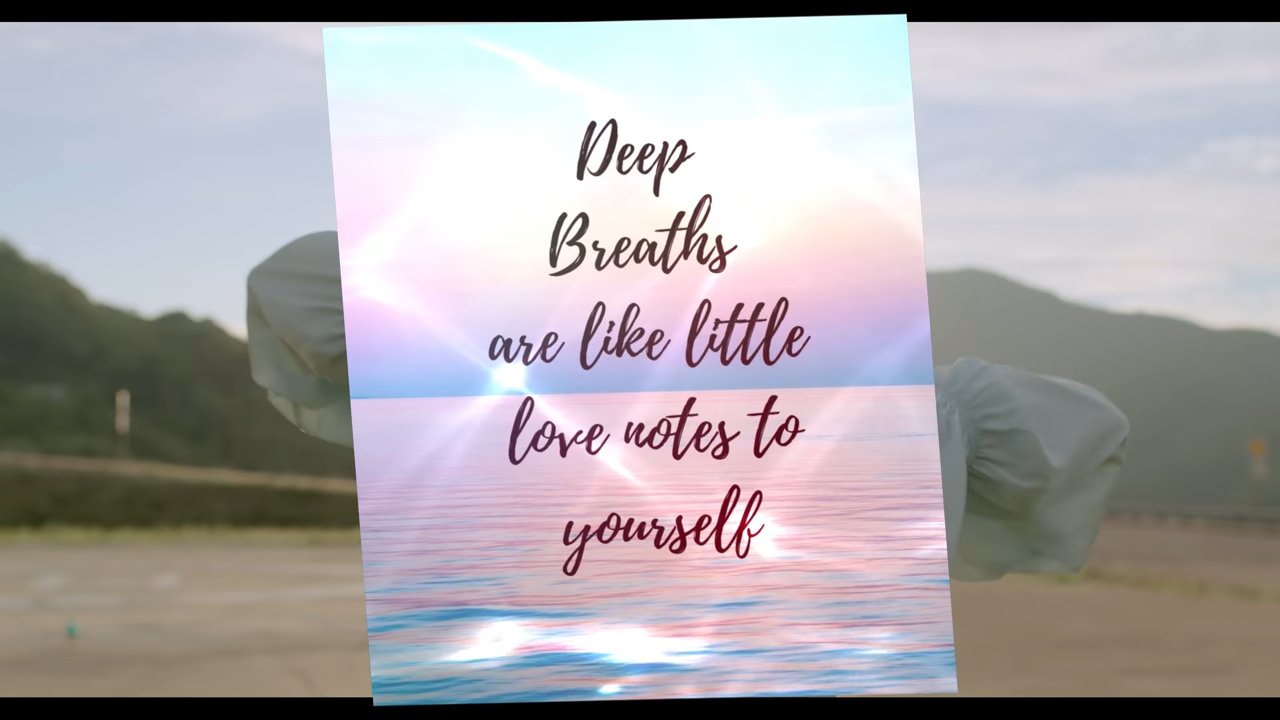 Deep
Breaths
are like little
love notes to
yourself